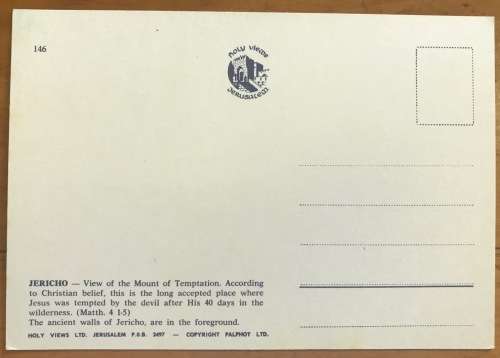 146
HOLY VIEWS
JERUSALEM
JERICHO — View of the Mount of Temptation. According
to Christian belief, this is the long accepted place where
Jesus was tempted by the devil after His 40 days in the
wilderness. (Matth. 4 1-5)
The ancient walls of Jericho, are in the foreground.
HOLY VIEWS LTD. JERUSALEM P.O.B. 2497 — COPYRIGHT PALPHOT LTD.